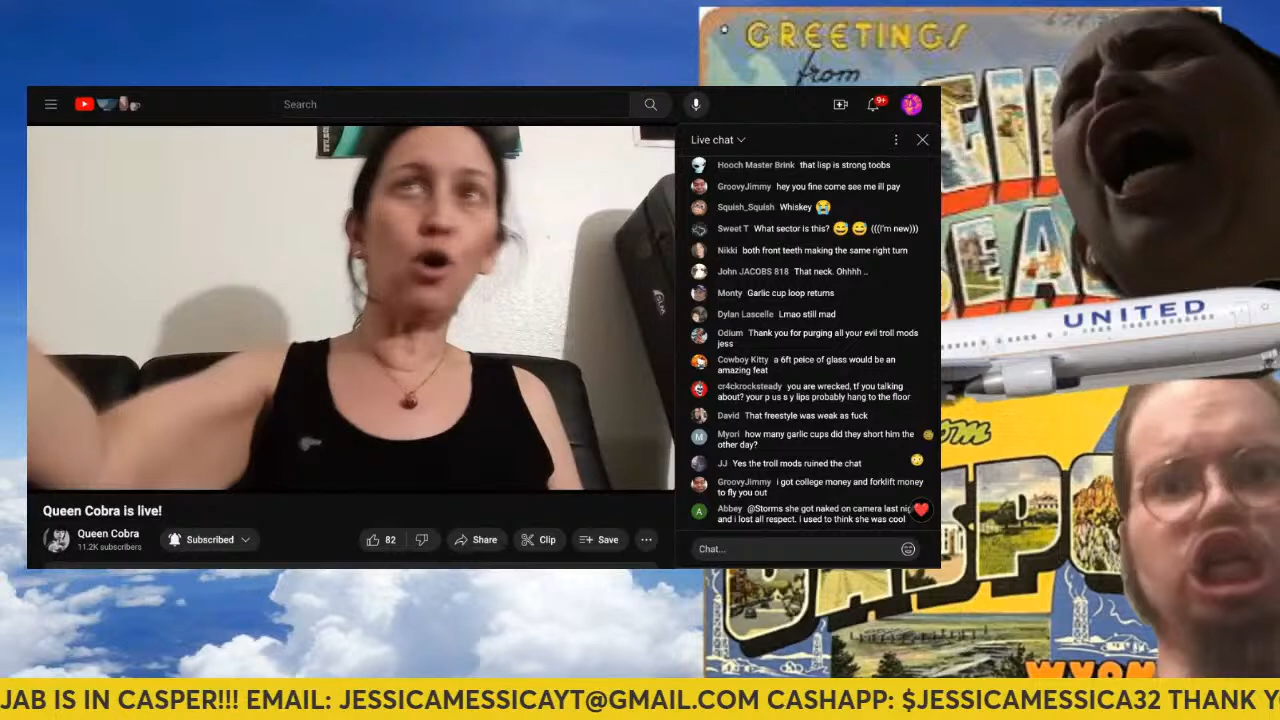 GREETINGS
from
UNITED
Search
9+
Live chat
Hooch Master Brink that lisp is strong toobs
GroovyJimmy hey you fine come see me ill pay
Squish_Squish Whiskey 😭
Sweet T What sector is this? 😅 😅 (((I'm new)))
Nikki both front teeth making the same right turn
John JACOBS 818 That neck. Ohhhh ..
Monty Garlic cup loop returns
Dylan Lascelle Lmao still mad
Odium Thank you for purging all your evil troll mods
jess
Cowboy Kitty a 6ft peice of glass would be an
amazing feat
cr4ckrocksteady you are wrecked, tf you talking
about? your p us s y lips probably hang to the floor
David That freestyle was weak as fuck
M
Myori how many garlic cups did they short him the
other day?
JJ Yes the troll mods ruined the chat
GroovyJimmy i got college money and forklift money
to fly you out
A
Abbey @Storms she got naked on camera last
and i lost all respect. i used to think she was cool
Chat...
Queen Cobra is live!
Queen Cobra
11.2K subscribers
Subscribed
82
Share
Clip
Save
JAB IS IN CASPER!!! EMAIL: JESSICAMESSICAYT@GMAIL.COM CASHAPP: $JESSICAMESSICA32 THANK Y